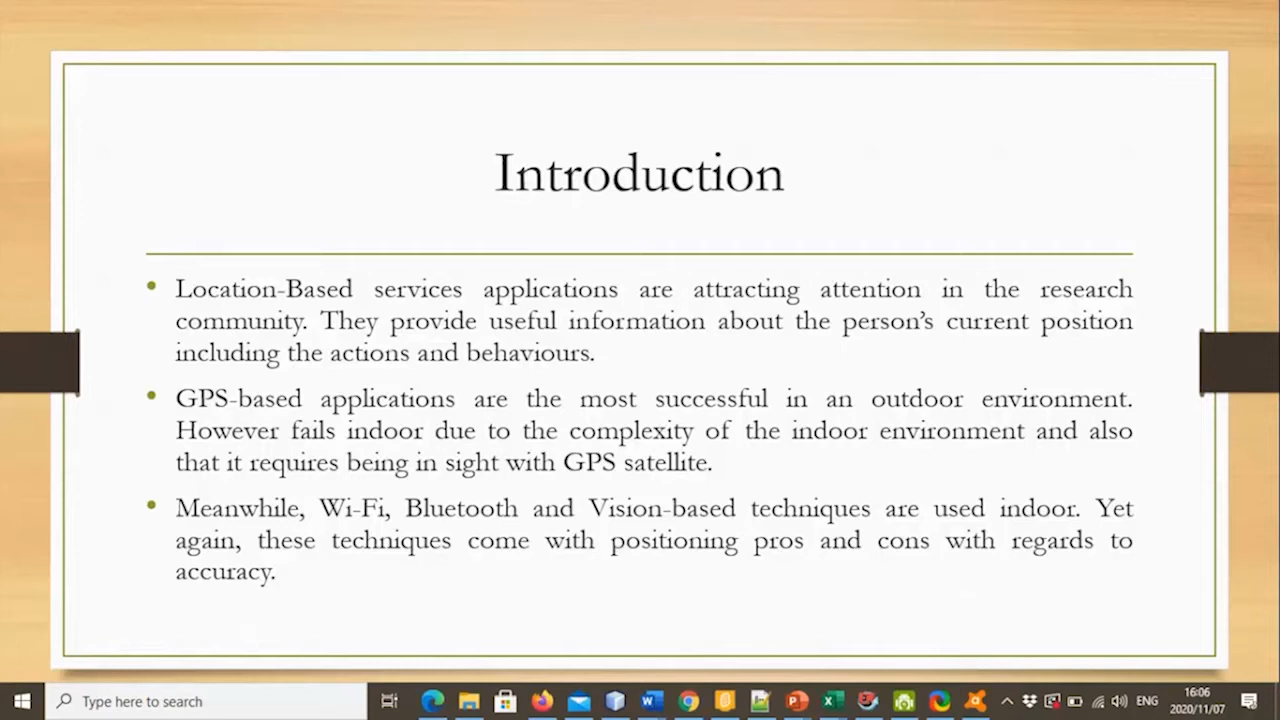 Introduction
• Location-Based services applications are attracting attention in the research
community. They provide useful information about the person’s current position
including the actions and behaviours.
• GPS-based applications are the most successful in an outdoor environment.
However fails indoor due to the complexity of the indoor environment and also
that it requires being in sight with GPS satellite.
• Meanwhile, Wi-Fi, Bluetooth and Vision-based techniques are used indoor. Yet
again, these techniques come with positioning pros and cons with regards to
accuracy.
Type here to search
ENG
16:06
2020/11/07